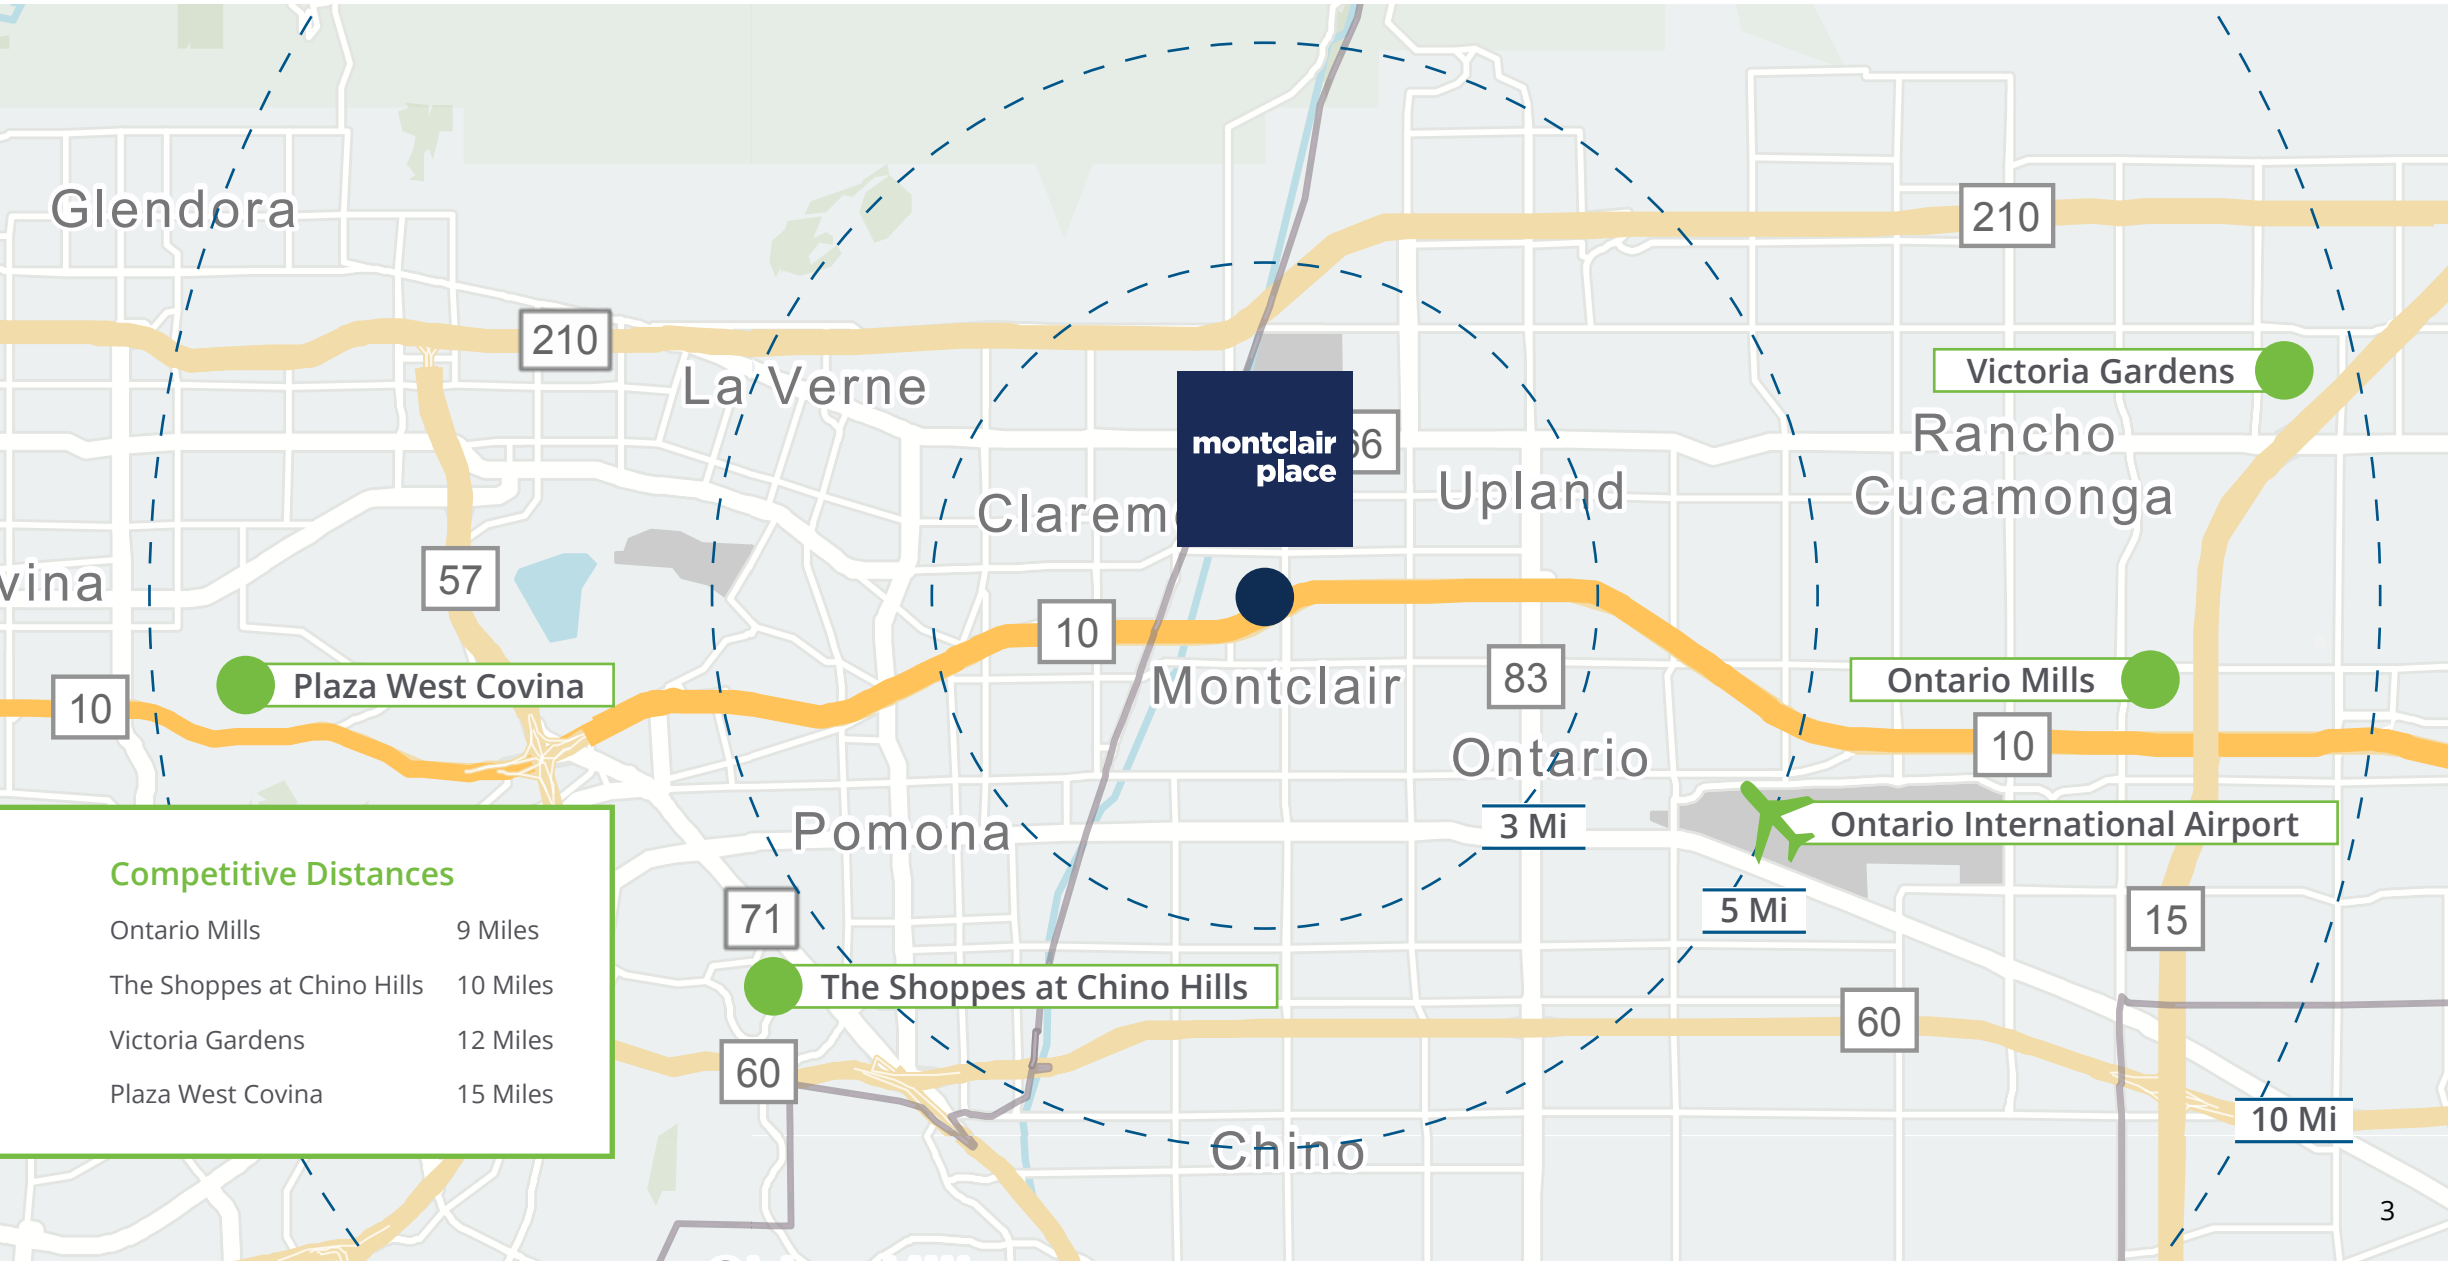 Glendora
210
210
Victoria Gardens
La Verne
montclair
place
66
Rancho
Cucamonga
Upland
Clarem
57
vina
10
Plaza West Covina
10
Montclair
83
Ontario Mills
10
Ontario
3 Mi
Ontario International Airport
Pomona
Competitive Distances
Ontario Mills 9 Miles
The Shoppes at Chino Hills 10 Miles
Victoria Gardens 12 Miles
Plaza West Covina 15 Miles
71
5 Mi
15
The Shoppes at Chino Hills
60
60
10 Mi
Chino
3